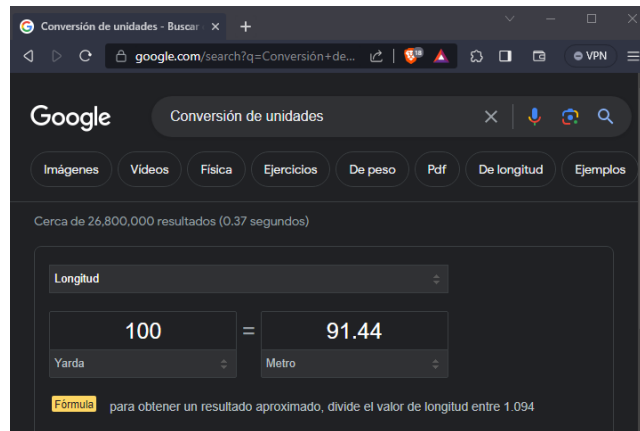 Conversión de unidades - Buscar
google.com/search?q=Conversión+de...
18
VPN
Google
Conversión de unidades
Imágenes Vídeos Física Ejercicios De peso Pdf De longitud Ejemplos
Cerca de 26,800,000 resultados (0.37 segundos)
Longitud
100 = 91.44
Yarda Metro
Fórmula para obtener un resultado aproximado, divide el valor de longitud entre 1.094